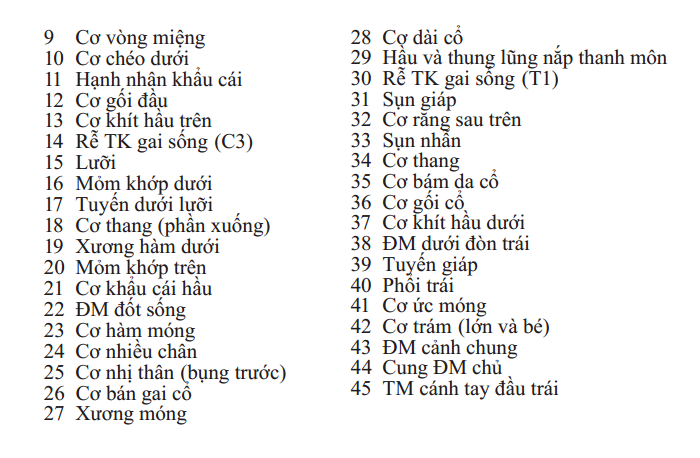 9 Cơ vòng miệng
10 Cơ chéo dưới
11 Hạnh nhân khẩu cái
12 Cơ gối đầu
13 Cơ khít hầu trên
14 Rễ TK gai sống (C3)
15 Lưỡi
16 Mỏm khớp dưới
17 Tuyến dưới lưỡi
18 Cơ thang (phần xuống)
19 Xương hàm dưới
20 Mỏm khớp trên
21 Cơ khẩu cái hầu
22 ĐM đốt sống
23 Cơ hàm móng
24 Cơ nhiều chân
25 Cơ nhị thân (bụng trước)
26 Cơ bán gai cổ
27 Xương móng
28 Cơ dài cổ
29 Hầu và thung lũng nắp thanh môn
30 Rễ TK gai sống (T1)
31 Sụn giáp
32 Cơ răng sau trên
33 Sụn nhẫn
34 Cơ thang
35 Cơ bám da cổ
36 Cơ gối cổ
37 Cơ khít hầu dưới
38 ĐM dưới đòn trái
39 Tuyến giáp
40 Phổi trái
41 Cơ ức móng
42 Cơ trám (lớn và bé)
43 ĐM cảnh chung
44 Cung ĐM chủ
45 TM cánh tay đầu trái